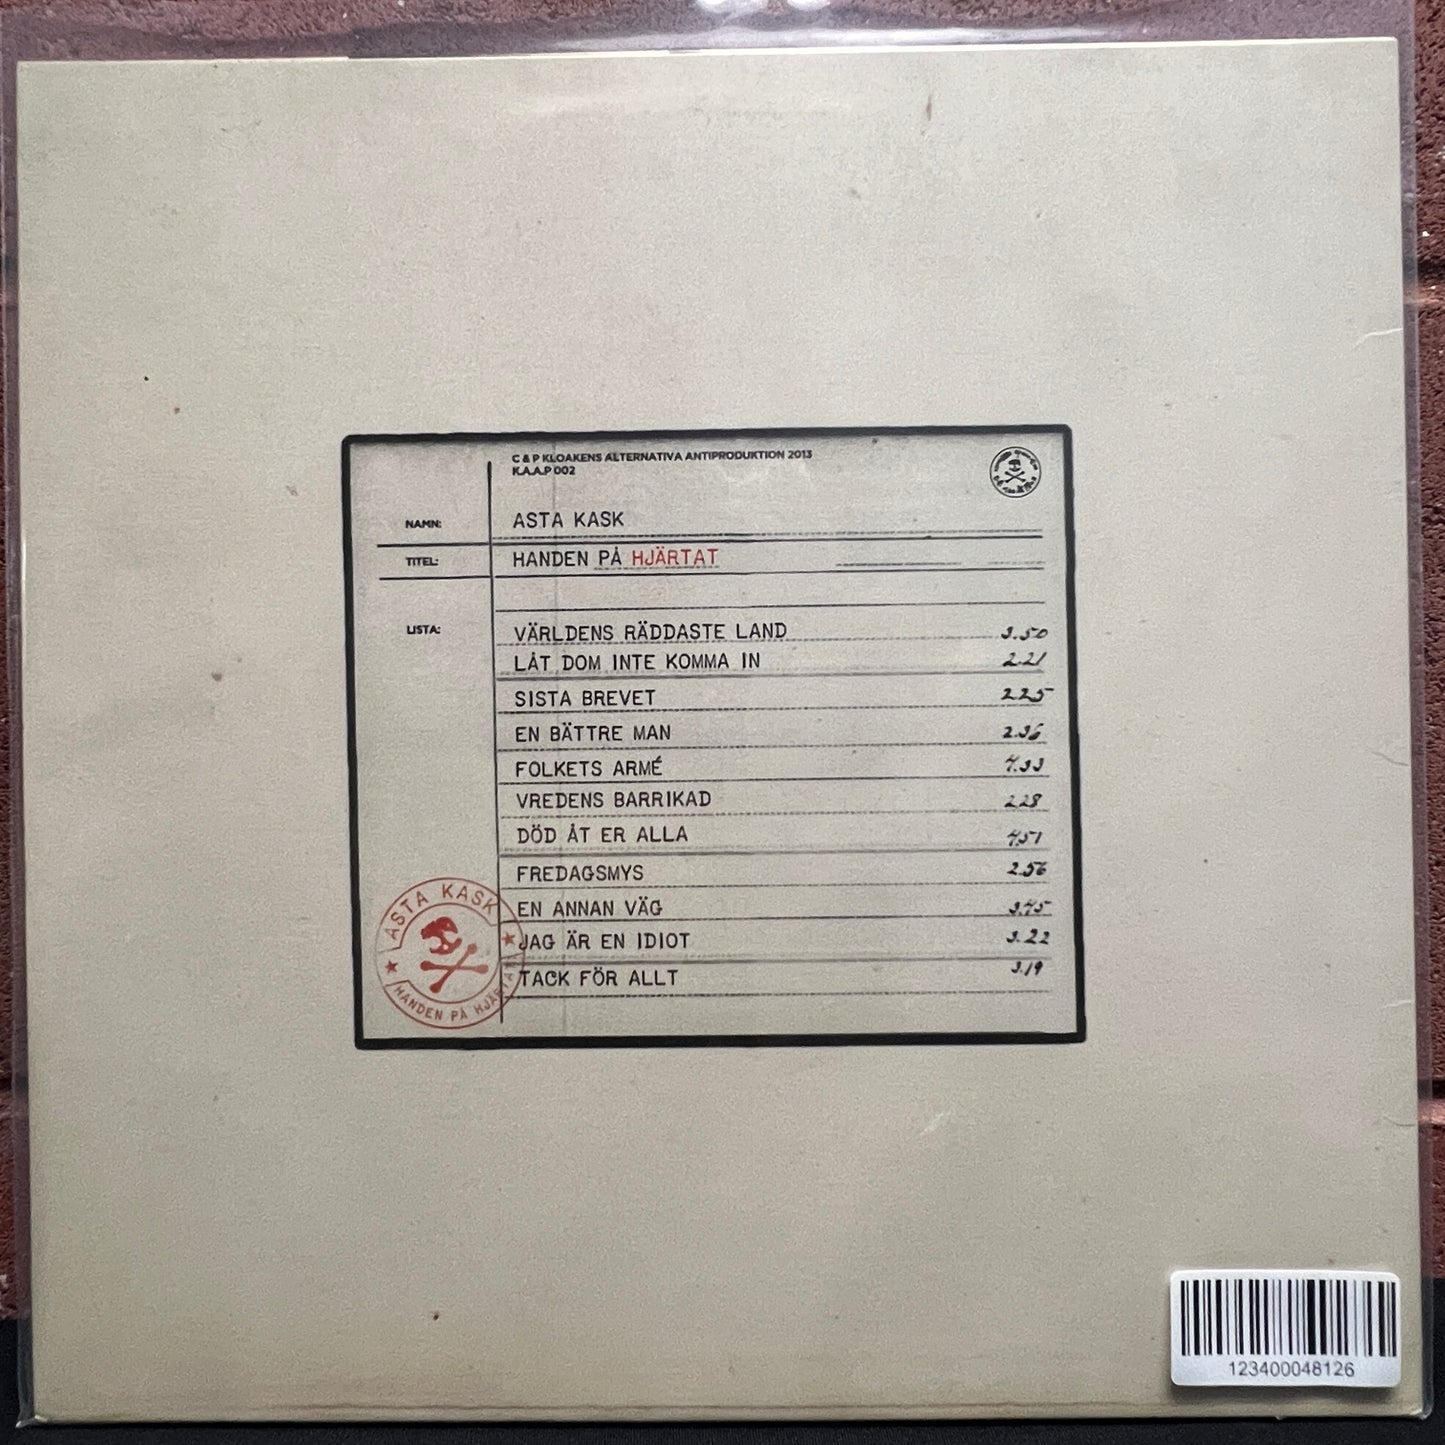 C & P KLOAKENS ALTERNATIVA ANTIPRODUKTION 2013
K.A.A.P 002
NAMN: ASTA KASK
TITEL: HANDEN PÅ HJÄRTAT
LISTA: VÄRLDENS RÄDDASTE LAND 3.50
LÅT DOM INTE KOMMA IN 2.21
SISTA BREVET 2.25
EN BÄTTRE MAN 2.36
FOLKETS ARMÉ 4.33
VREDENS BARRIKAD 2.28
DÖD ÅT ER ALLA 4.51
FREDAGSMYS 2.56
EN ANNAN VÄG 3.45
JAG ÄR EN IDIOT 3.22
TACK FÖR ALLT 3.19
ASTA KASK
HANDEN PÅ HJÄRTAT
123400048126